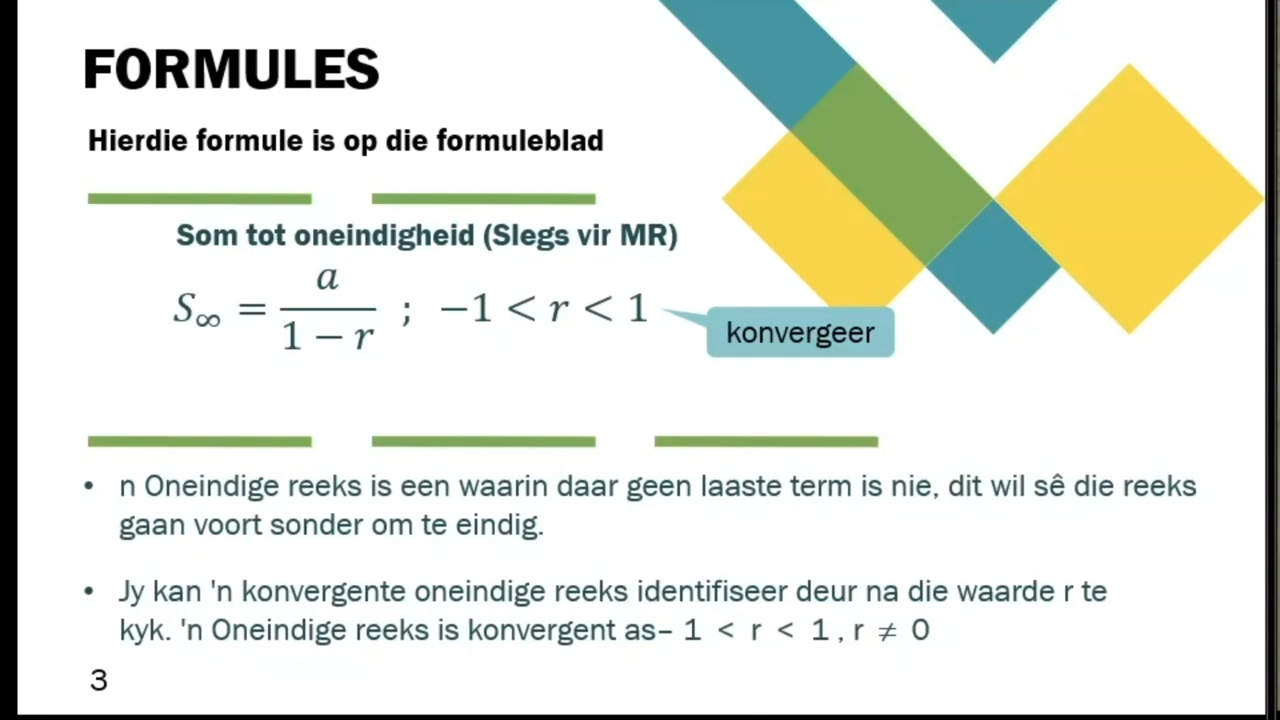 FORMULES
Hierdie formule is op die formuleblad
Som tot oneindigheid (Slegs vir MR)
S∞ = a / (1 − r) ; −1 < r < 1
konvergeer
• n Oneindige reeks is een waarin daar geen laaste term is nie, dit wil sê die reeks
gaan voort sonder om te eindig.
• Jy kan 'n konvergente oneindige reeks identifiseer deur na die waarde r te
kyk. 'n Oneindige reeks is konvergent as– 1 < r < 1 , r ≠ 0
3